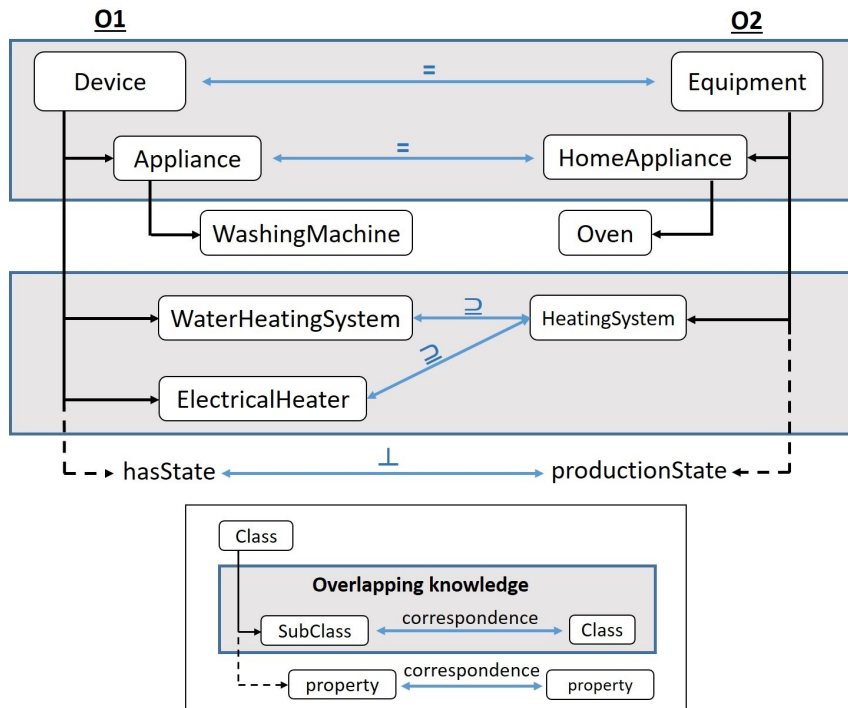 O1 O2
Device = Equipment
Appliance = HomeAppliance
WashingMachine Oven
WaterHeatingSystem ⊇ HeatingSystem
⊇
ElectricalHeater
hasState ⊥ productionState
Class
Overlapping knowledge
SubClass correspondence Class
property correspondence property